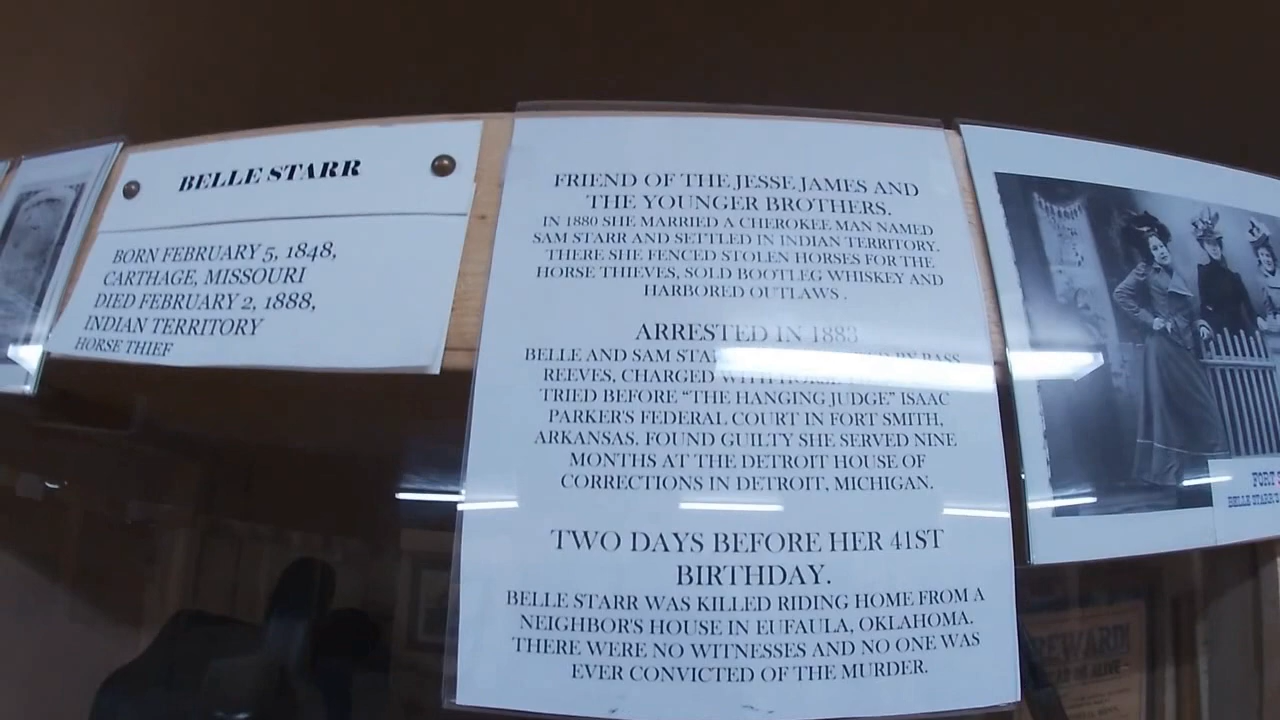 BELLE STARR
BORN FEBRUARY 5, 1848,
CARTHAGE, MISSOURI
DIED FEBRUARY 2, 1888,
INDIAN TERRITORY
HORSE THIEF
FRIEND OF THE JESSE JAMES AND
THE YOUNGER BROTHERS.
IN 1880 SHE MARRIED A CHEROKEE MAN NAMED
SAM STARR AND SETTLED IN INDIAN TERRITORY.
THERE SHE FENCED STOLEN HORSES FOR THE
HORSE THIEVES, SOLD BOOTLEG WHISKEY AND
HARBORED OUTLAWS .
ARRESTED IN 1883
BELLE AND SAM BY BASS
REEVES, CHARGED WITH
TRIED BEFORE “THE HANGING JUDGE” ISAAC
PARKER'S FEDERAL COURT IN FORT SMITH,
ARKANSAS. FOUND GUILTY SHE SERVED NINE
MONTHS AT THE DETROIT HOUSE OF
CORRECTIONS IN DETROIT, MICHIGAN.
TWO DAYS BEFORE HER 41ST
BIRTHDAY.
BELLE STARR WAS KILLED RIDING HOME FROM A
NEIGHBOR'S HOUSE IN EUFAULA, OKLAHOMA.
THERE WERE NO WITNESSES AND NO ONE WAS
EVER CONVICTED OF THE MURDER.
FORT
BELLE STARR'S
REWARD!